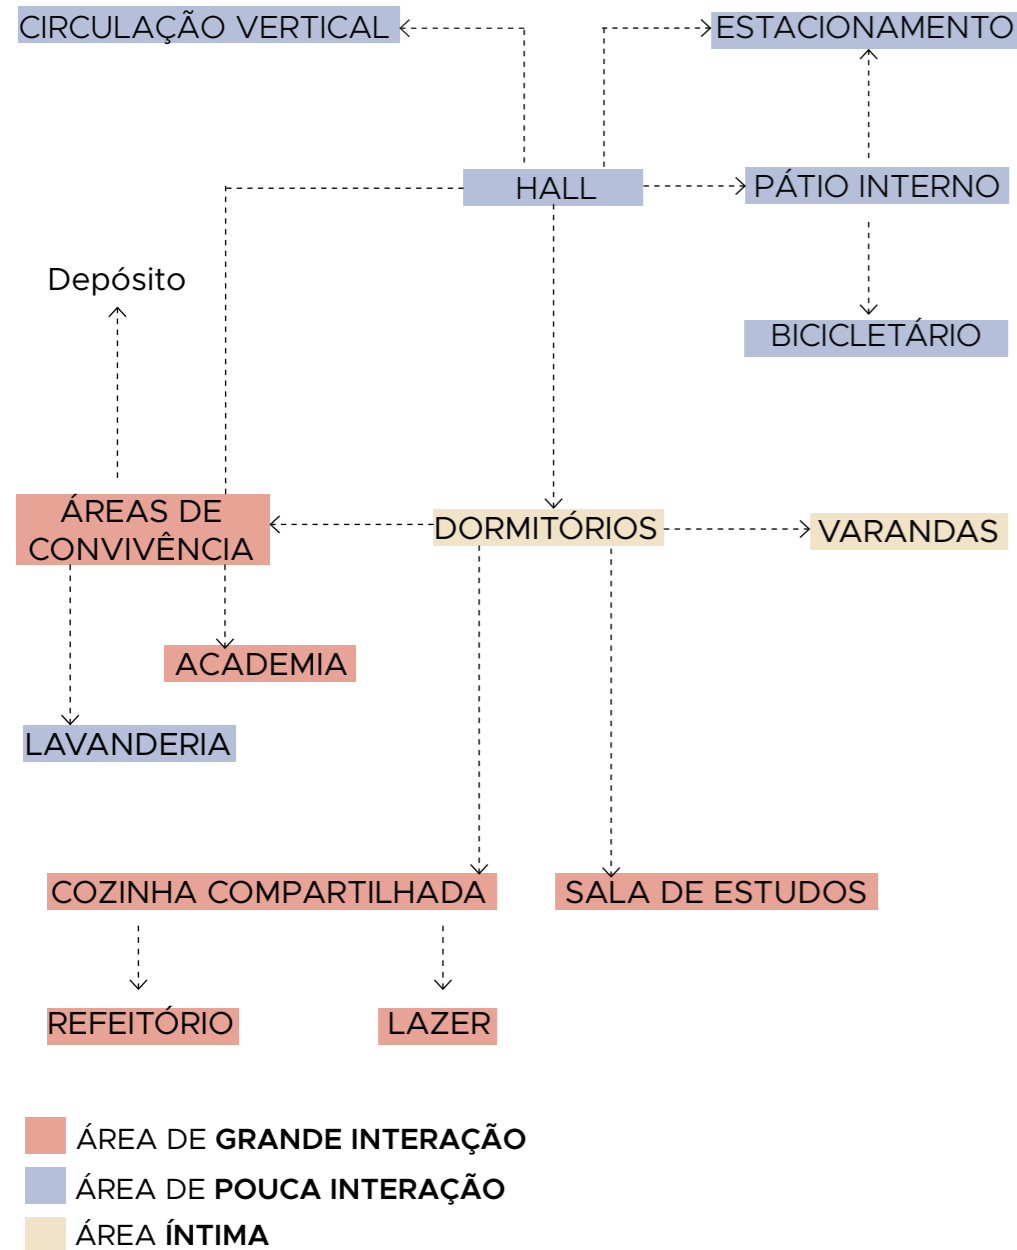 CIRCULAÇÃO VERTICAL
ESTACIONAMENTO
HALL
PÁTIO INTERNO
Depósito
BICICLETÁRIO
ÁREAS DE
CONVIVÊNCIA
DORMITÓRIOS
VARANDAS
ACADEMIA
LAVANDERIA
COZINHA COMPARTILHADA
SALA DE ESTUDOS
REFEITÓRIO
LAZER
ÁREA DE GRANDE INTERAÇÃO
ÁREA DE POUCA INTERAÇÃO
ÁREA ÍNTIMA